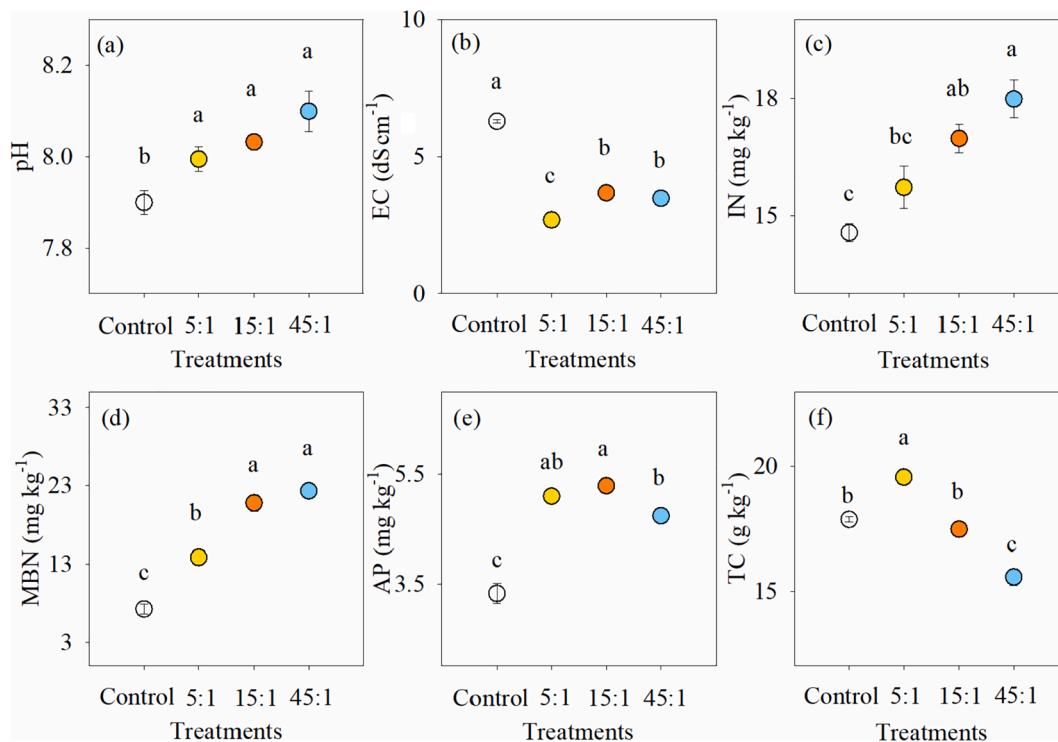 (a)
8.2
8.0
7.8
pH
b
a
a
a
Control 5:1 15:1 45:1
Treatments
(b)
10
5
0
EC (dS cm-1)
a
c
b
b
Control 5:1 15:1 45:1
Treatments
(c)
18
15
IN (mg kg-1)
c
bc
ab
a
Control 5:1 15:1 45:1
Treatments
(d)
33
23
13
3
MBN (mg kg-1)
c
b
a
a
Control 5:1 15:1 45:1
Treatments
(e)
5.5
3.5
AP (mg kg-1)
c
ab
a
b
Control 5:1 15:1 45:1
Treatments
(f)
20
15
TC (g kg-1)
b
a
b
c
Control 5:1 15:1 45:1
Treatments